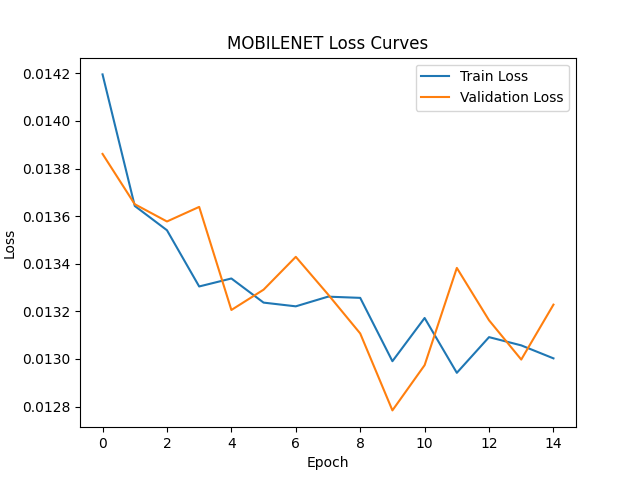 MOBILENET Loss Curves
Train Loss
Validation Loss
0.0142
0.0140
0.0138
0.0136
0.0134
0.0132
0.0130
0.0128
Loss
0 2 4 6 8 10 12 14
Epoch